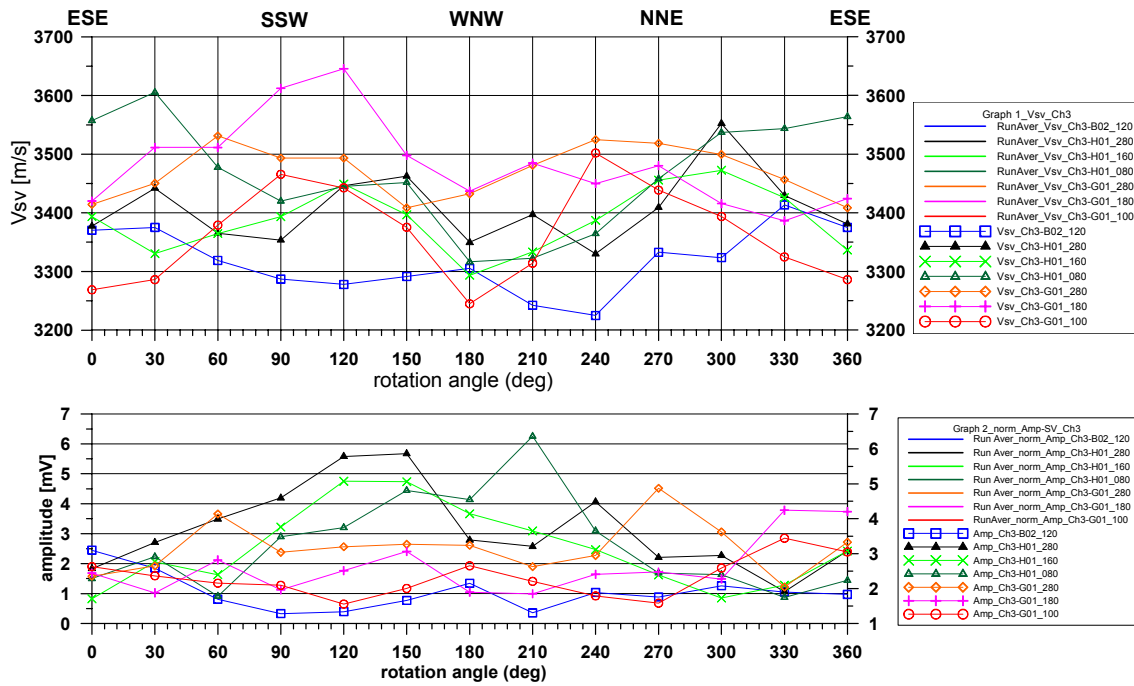 ESE SSW WNW NNE ESE
3700 3700
3600 3600
3500 3500
3400 3400
3300 3300
3200 3200
Vsv [m/s]
0 30 60 90 120 150 180 210 240 270 300 330 360
rotation angle (deg)
Graph 1_Vsv_Ch3
RunAver_Vsv_Ch3-B02_120
RunAver_Vsv_Ch3-H01_280
RunAver_Vsv_Ch3-H01_160
RunAver_Vsv_Ch3-H01_080
RunAver_Vsv_Ch3-G01_280
RunAver_Vsv_Ch3-G01_180
RunAver_Vsv_Ch3-G01_100
Vsv_Ch3-B02_120
Vsv_Ch3-H01_280
Vsv_Ch3-H01_160
Vsv_Ch3-H01_080
Vsv_Ch3-G01_280
Vsv_Ch3-G01_180
Vsv_Ch3-G01_100
7 7
6 6
5 5
4 4
3 3
2 2
1 1
0
amplitude [mV]
0 30 60 90 120 150 180 210 240 270 300 330 360
rotation angle (deg)
Graph 2_norm_Amp-SV_Ch3
Run Aver_norm_Amp_Ch3-B02_120
Run Aver_norm_Amp_Ch3-H01_280
Run Aver_norm_Amp_Ch3-H01_160
Run Aver_norm_Amp_Ch3-H01_080
Run Aver_norm_Amp_Ch3-G01_280
Run Aver_norm_Amp_Ch3-G01_180
RunAver_norm_Amp_Ch3-G01_100
Amp_Ch3-B02_120
Amp_Ch3-H01_280
Amp_Ch3-H01_160
Amp_Ch3-H01_080
Amp_Ch3-G01_280
Amp_Ch3-G01_180
Amp_Ch3-G01_100